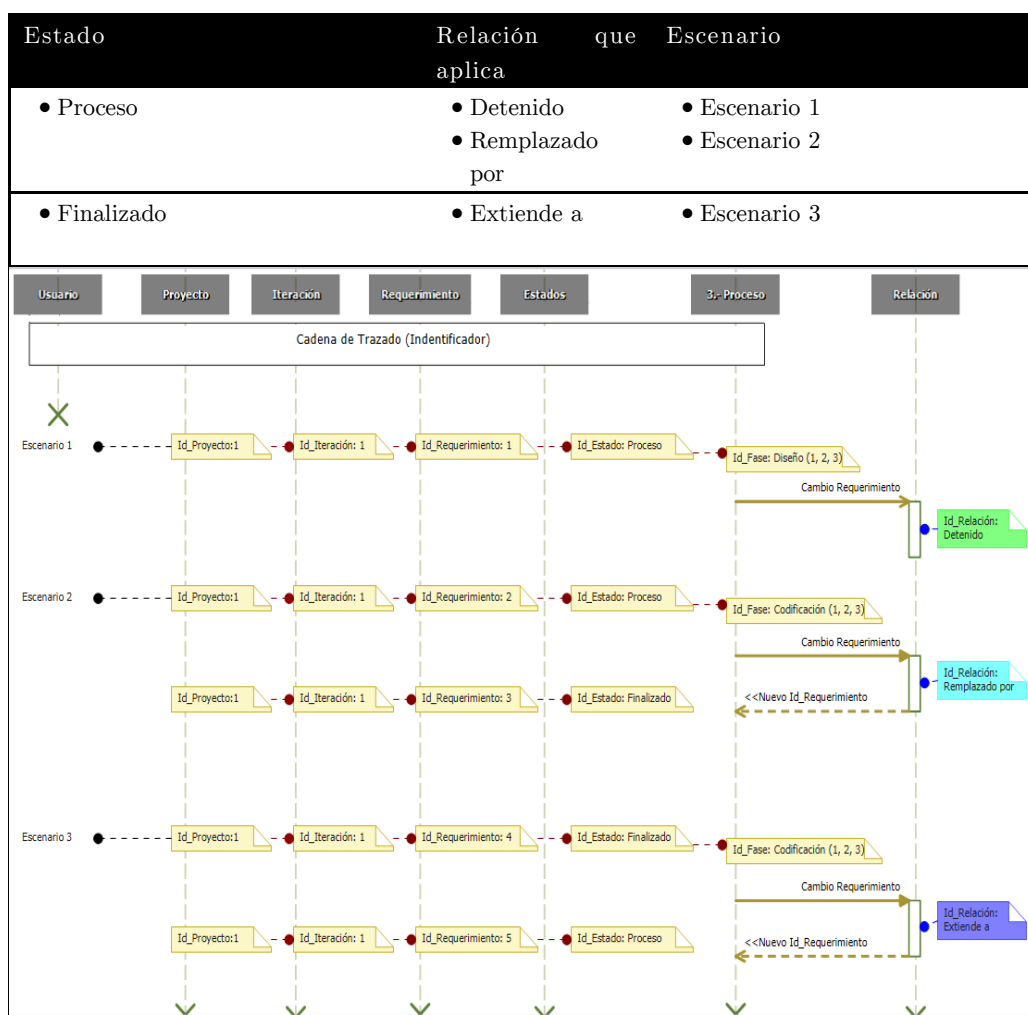 Estado Relación que Escenario
aplica
• Proceso • Detenido • Escenario 1
• Remplazado • Escenario 2
por
• Finalizado • Extiende a • Escenario 3
Usuario Proyecto Iteración Requerimiento Estados 3.- Proceso Relación
Cadena de Trazado (Indentificador)
Escenario 1 Id_Proyecto:1 Id_Iteración: 1 Id_Requerimiento: 1 Id_Estado: Proceso
Id_Fase: Diseño (1, 2, 3)
Cambio Requerimiento
Id_Relación:
Detenido
Escenario 2 Id_Proyecto:1 Id_Iteración: 1 Id_Requerimiento: 2 Id_Estado: Proceso
Id_Fase: Codificación (1, 2, 3)
Cambio Requerimiento
Id_Relación:
Remplazado por
Id_Proyecto:1 Id_Iteración: 1 Id_Requerimiento: 3 Id_Estado: Finalizado <<Nuevo Id_Requerimiento
Escenario 3 Id_Proyecto:1 Id_Iteración: 1 Id_Requerimiento: 4 Id_Estado: Finalizado
Id_Fase: Codificación (1, 2, 3)
Cambio Requerimiento
Id_Relación:
Extiende a
Id_Proyecto:1 Id_Iteración: 1 Id_Requerimiento: 5 Id_Estado: Proceso <<Nuevo Id_Requerimiento